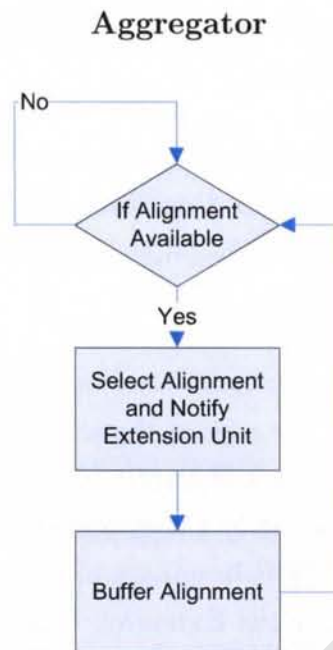 Aggregator
No
If Alignment
Available
Yes
Select Alignment
and Notify
Extension Unit
Buffer Alignment